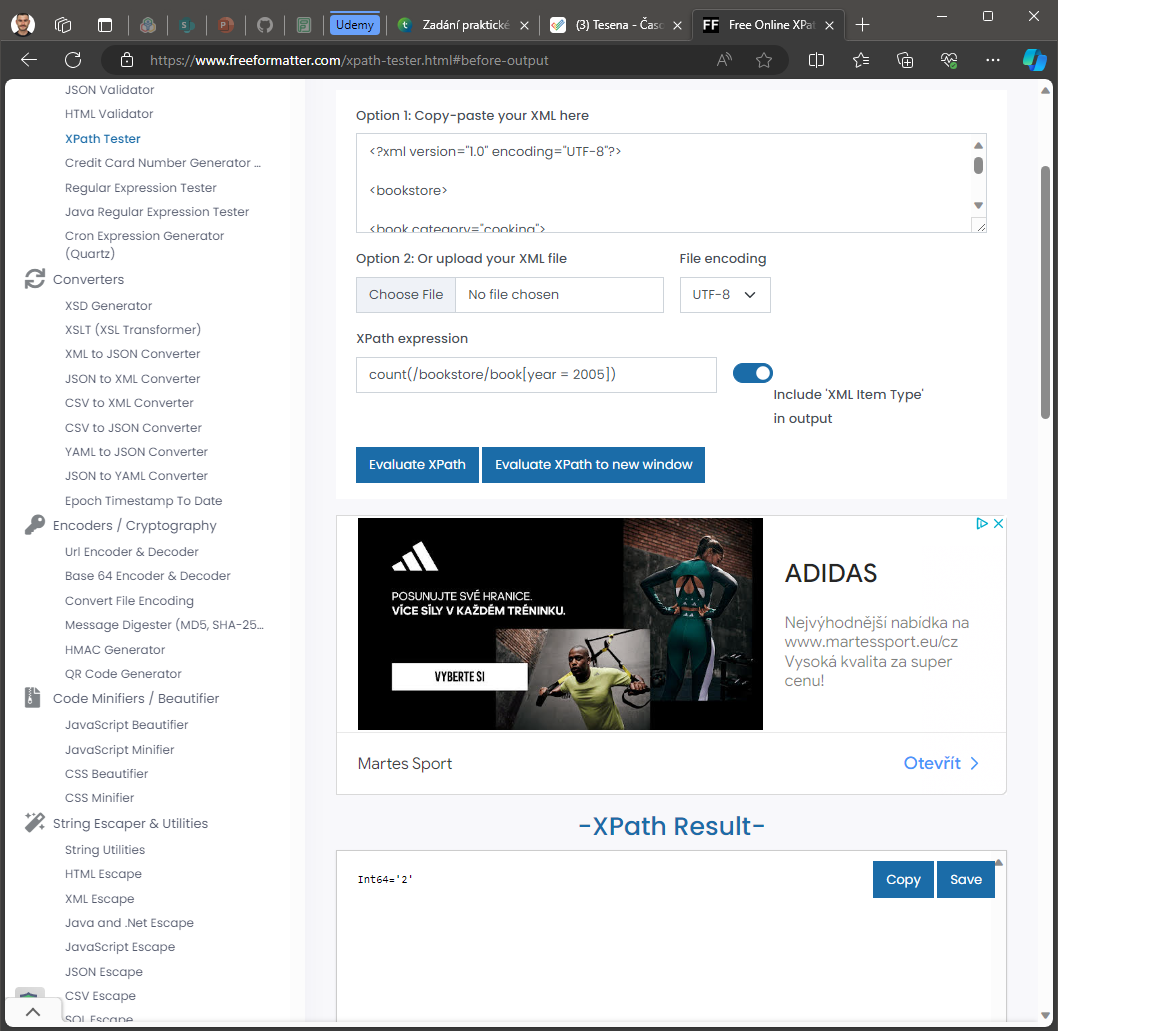 Udemy
Zadání praktické
(3) Tesena - Časo
FF
Free Online XPat
https://www.freeformatter.com/xpath-tester.html#before-output
JSON Validator
HTML Validator
XPath Tester
Credit Card Number Generator ...
Regular Expression Tester
Java Regular Expression Tester
Cron Expression Generator
(Quartz)
Converters
XSD Generator
XSLT (XSL Transformer)
XML to JSON Converter
JSON to XML Converter
CSV to XML Converter
CSV to JSON Converter
YAML to JSON Converter
JSON to YAML Converter
Epoch Timestamp To Date
Encoders / Cryptography
Url Encoder & Decoder
Base 64 Encoder & Decoder
Convert File Encoding
Message Digester (MD5, SHA-25...
HMAC Generator
QR Code Generator
Code Minifiers / Beautifier
JavaScript Beautifier
JavaScript Minifier
CSS Beautifier
CSS Minifier
String Escaper & Utilities
String Utilities
HTML Escape
XML Escape
Java and .Net Escape
JavaScript Escape
JSON Escape
CSV Escape
SQL Escape
Option 1: Copy-paste your XML here
<?xml version="1.0" encoding="UTF-8"?>
<bookstore>
<book category="cooking">
Option 2: Or upload your XML file
File encoding
Choose File
No file chosen
UTF-8
XPath expression
count(/bookstore/book[year = 2005])
Include 'XML Item Type'
in output
Evaluate XPath
Evaluate XPath to new window
POSUNUJTE SVÉ HRANICE.
VÍCE SÍLY V KAŽDÉM TRÉNINKU.
VYBERTE SI
ADIDAS
Nejvýhodnější nabídka na
www.martessport.eu/cz
Vysoká kvalita za super
cenu!
Martes Sport
Otevřít
-XPath Result-
Int64='2'
Copy
Save